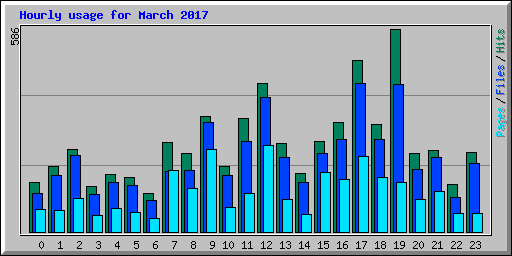 Hourly usage for March 2017
586
Pages/Files/Hits
0 1 2 3 4 5 6 7 8 9 10 11 12 13 14 15 16 17 18 19 20 21 22 23